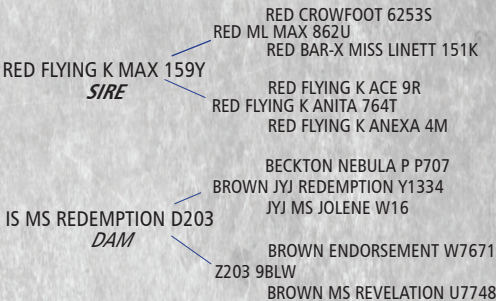 RED CROWFOOT 6253S
RED ML MAX 862U
RED BAR-X MISS LINETT 151K
RED FLYING K MAX 159Y
SIRE
RED FLYING K ACE 9R
RED FLYING K ANITA 764T
RED FLYING K ANEXA 4M
BECKTON NEBULA P P707
BROWN JYJ REDEMPTION Y1334
JYJ MS JOLENE W16
IS MS REDEMPTION D203
DAM
BROWN ENDORSEMENT W7671
Z203 9BLW
BROWN MS REVELATION U7748